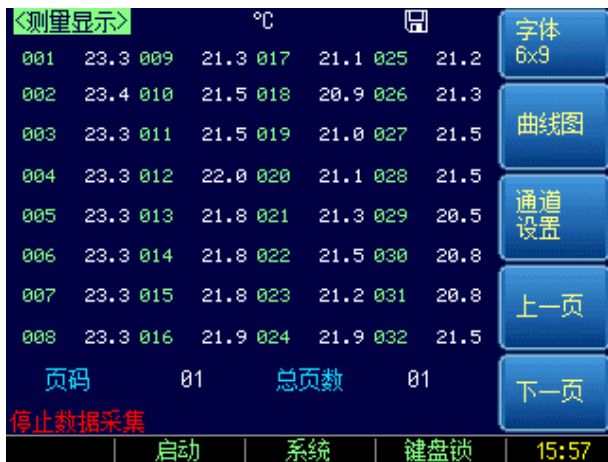 <测量显示> ℃
001 23.3 009 21.3 017 21.1 025 21.2
002 23.4 010 21.5 018 20.9 026 21.3
003 23.3 011 21.5 019 21.0 027 21.5
004 23.3 012 22.0 020 21.1 028 21.5
005 23.3 013 21.8 021 21.3 029 20.5
006 23.3 014 21.8 022 21.5 030 20.8
007 23.3 015 21.8 023 21.2 031 20.8
008 23.3 016 21.9 024 21.9 032 21.5
页码 01 总页数 01
停止数据采集
字体
6x9
曲线图
通道
设置
上一页
下一页
启动 系统 键盘锁 15:57